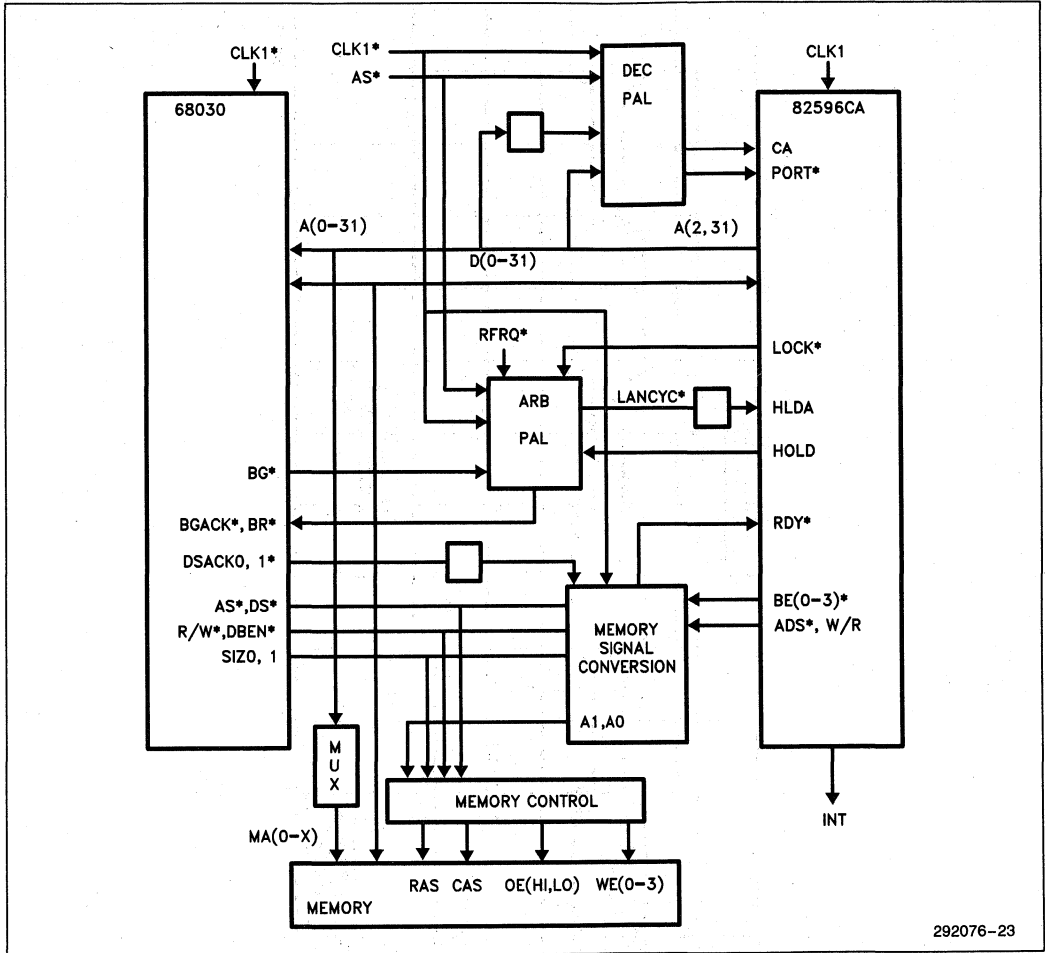 CLK1*
CLK1*
AS*
DEC
PAL
CLK1
68030
82596CA
CA
PORT*
A(0-31)
A(2,31)
D(0-31)
RFRQ*
LOCK*
ARB
PAL
LANCYC*
HLDA
HOLD
BG*
BGACK*, BR*
RDY*
DSACK0, 1*
AS*,DS*
R/W*,DBEN*
SIZ0, 1
MEMORY
SIGNAL
CONVERSION
BE(0-3)*
ADS*, W/R
A1,A0
MUX
MEMORY CONTROL
INT
MA(0-X)
RAS CAS OE(HI,LO) WE(0-3)
MEMORY
292076-23